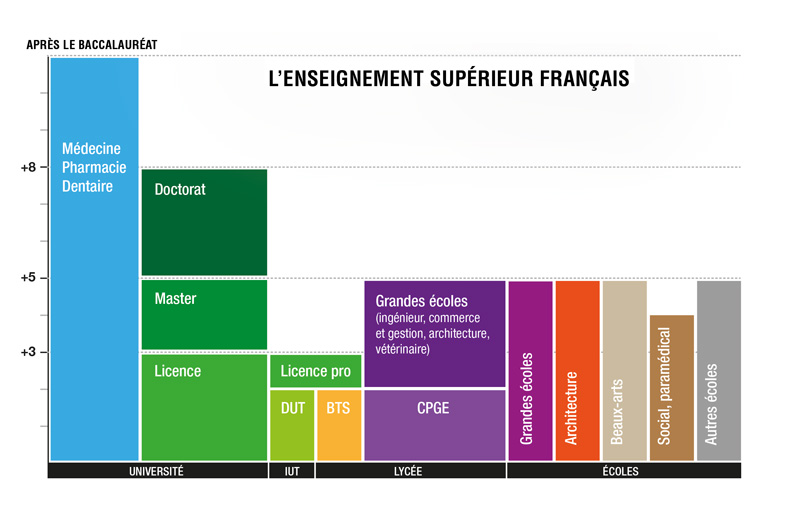 APRÈS LE BACCALAURÉAT
L'ENSEIGNEMENT SUPÉRIEUR FRANÇAIS
Médecine
Pharmacie
Dentaire
+8
Doctorat
+5
Master
Grandes écoles
(ingénieur, commerce
et gestion, architecture,
vétérinaire)
+3
Licence
Licence pro
DUT
BTS
CPGE
Grandes écoles
Architecture
Beaux-arts
Social, paramédical
Autres écoles
UNIVERSITÉ
IUT
LYCÉE
ÉCOLES